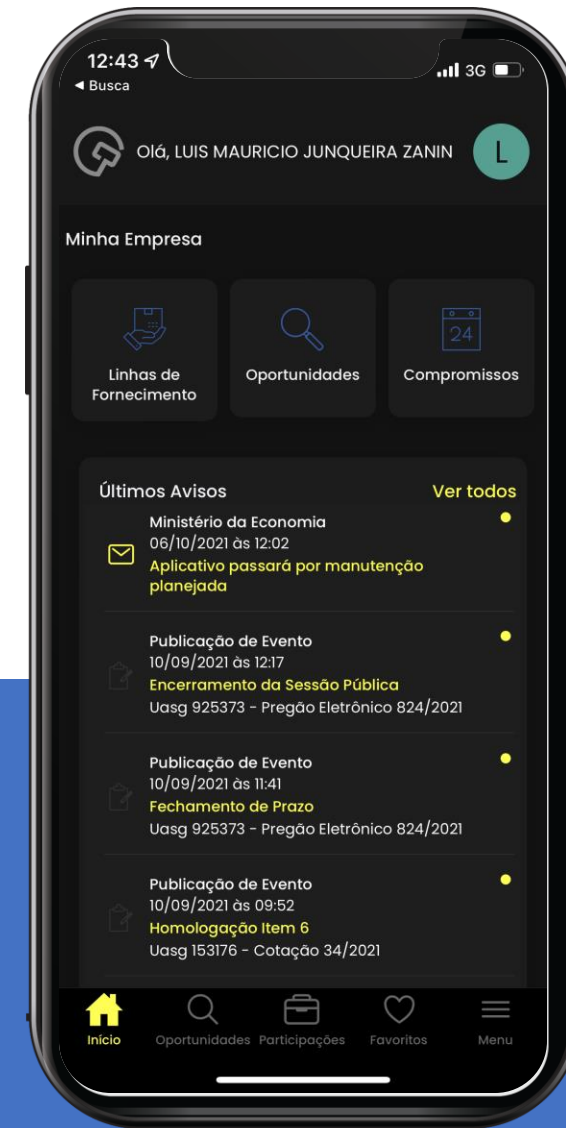 12:43
3G
◄ Busca
Olá, LUIS MAURICIO JUNQUEIRA ZANIN
L
Minha Empresa
24
Linhas de
Fornecimento
Oportunidades
Compromissos
Últimos Avisos
Ver todos
Ministério da Economia
06/10/2021 às 12:02
Aplicativo passará por manutenção
planejada
Publicação de Evento
10/09/2021 às 12:17
Encerramento da Sessão Pública
Uasg 925373 - Pregão Eletrônico 824/2021
Publicação de Evento
10/09/2021 às 11:41
Fechamento de Prazo
Uasg 925373 - Pregão Eletrônico 824/2021
Publicação de Evento
10/09/2021 às 09:52
Homologação Item 6
Uasg 153176 - Cotação 34/2021
Início
Oportunidades
Participações
Favoritos
Menu